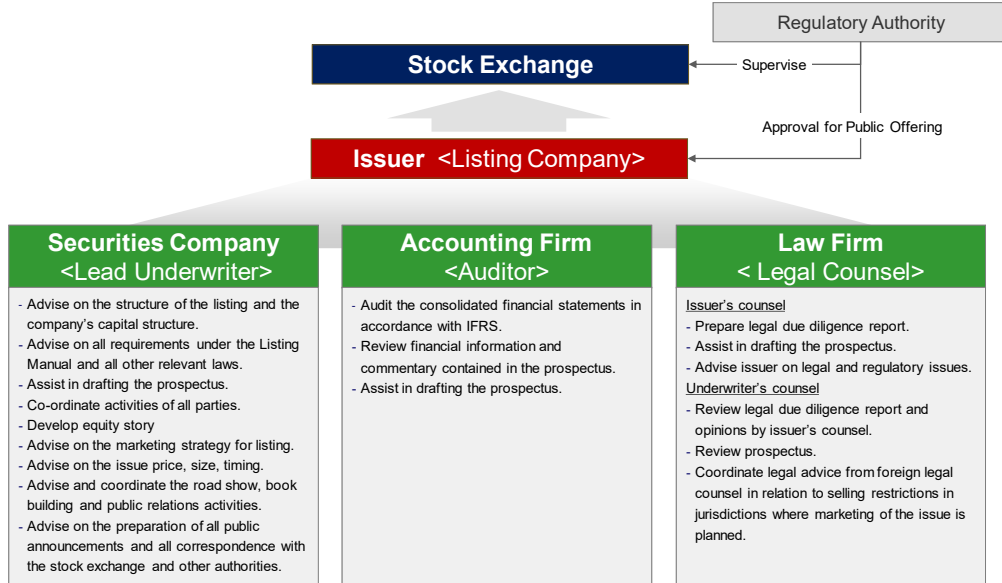 Regulatory Authority
Stock Exchange
Supervise
Approval for Public Offering
Issuer <Listing Company>
Securities Company
<Lead Underwriter>
- Advise on the structure of the listing and the
company's capital structure.
- Advise on all requirements under the Listing
Manual and all other relevant laws.
- Assist in drafting the prospectus.
- Co-ordinate activities of all parties.
- Develop equity story
- Advise on the marketing strategy for listing.
- Advise on the issue price, size, timing.
- Advise and coordinate the road show, book
building and public relations activities.
- Advise on the preparation of all public
announcements and all correspondence with
the stock exchange and other authorities.
Accounting Firm
<Auditor>
- Audit the consolidated financial statements in
accordance with IFRS.
- Review financial information and
commentary contained in the prospectus.
- Assist in drafting the prospectus.
Law Firm
< Legal Counsel>
Issuer's counsel
- Prepare legal due diligence report.
- Assist in drafting the prospectus.
- Advise issuer on legal and regulatory issues.
Underwriter's counsel
- Review legal due diligence report and
opinions by issuer's counsel.
- Review prospectus.
- Coordinate legal advice from foreign legal
counsel in relation to selling restrictions in
jurisdictions where marketing of the issue is
planned.